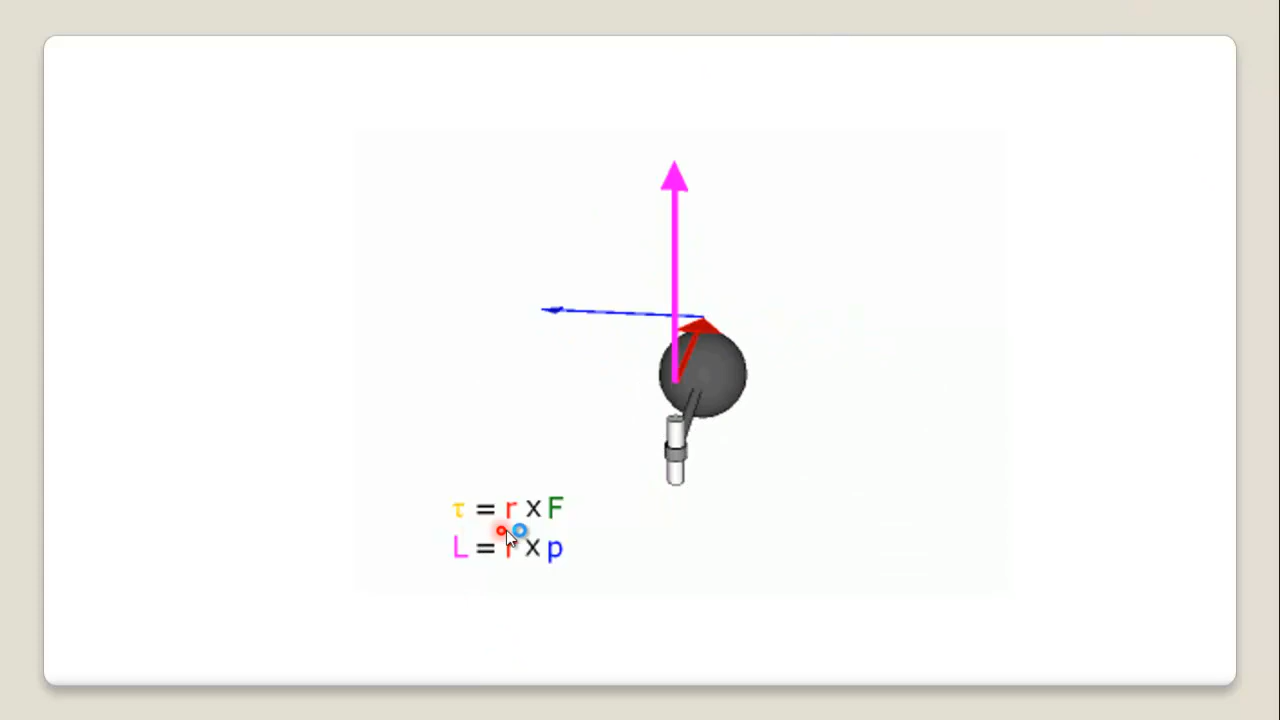 τ = r x F
L = r x p